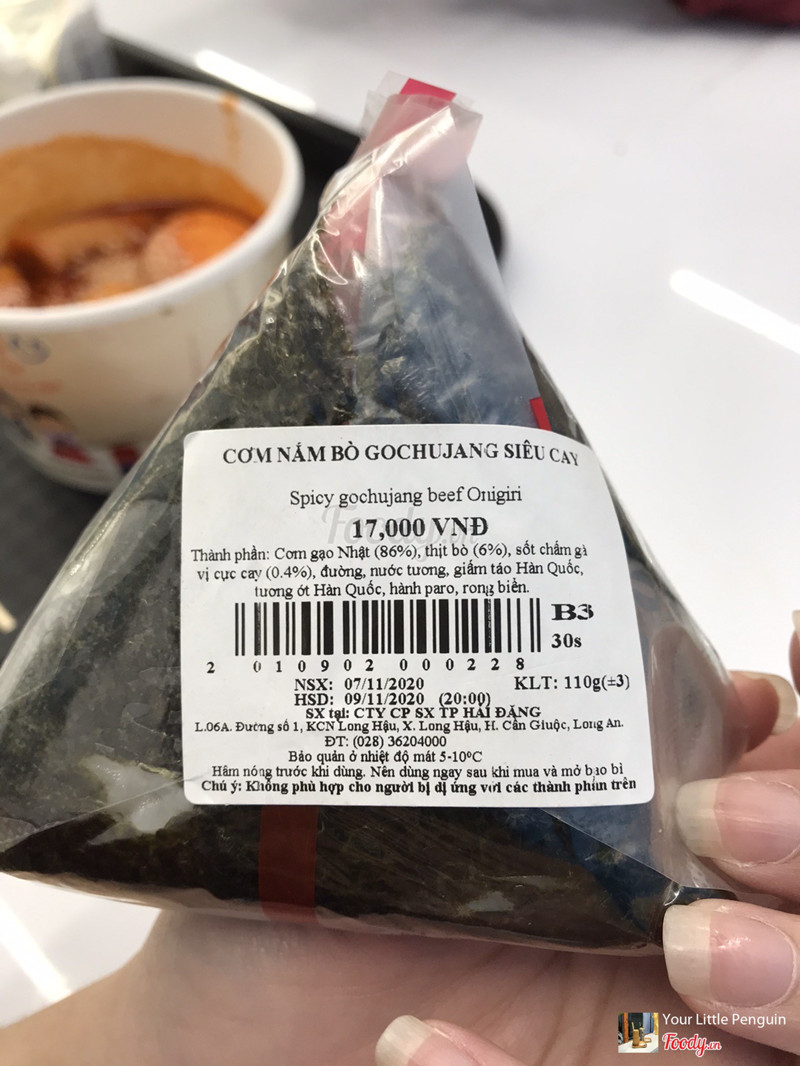 CƠM NẮM BÒ GOCHUJANG SIÊU CAY
Spicy gochujang beef Onigiri
Foody.vn
17,000 VNĐ
Thành phần: Cơm gạo Nhật (86%), thịt bò (6%), sốt chấm gà
vị cực cay (0.4%), đường, nước tương, giấm táo Hàn Quốc,
tương ớt Hàn Quốc, hành paro, rong biển.
B3
30s
2 010902 000228
NSX: 07/11/2020 KLT: 110g(±3)
HSD: 09/11/2020 (20:00)
SX tại: CTY CP SX TP HẢI ĐĂNG
L.06A. Đường số 1, KCN Long Hậu, X. Long Hậu, H. Cần Giuộc, Long An.
ĐT: (028) 36204000
Bảo quản ở nhiệt độ mát 5-10ºC
Hâm nóng trước khi dùng. Nên dùng ngay sau khi mua và mở bao bì
Chú ý: Không phù hợp cho người bị dị ứng với các thành phần trên
Your Little Penguin
Foody.vn